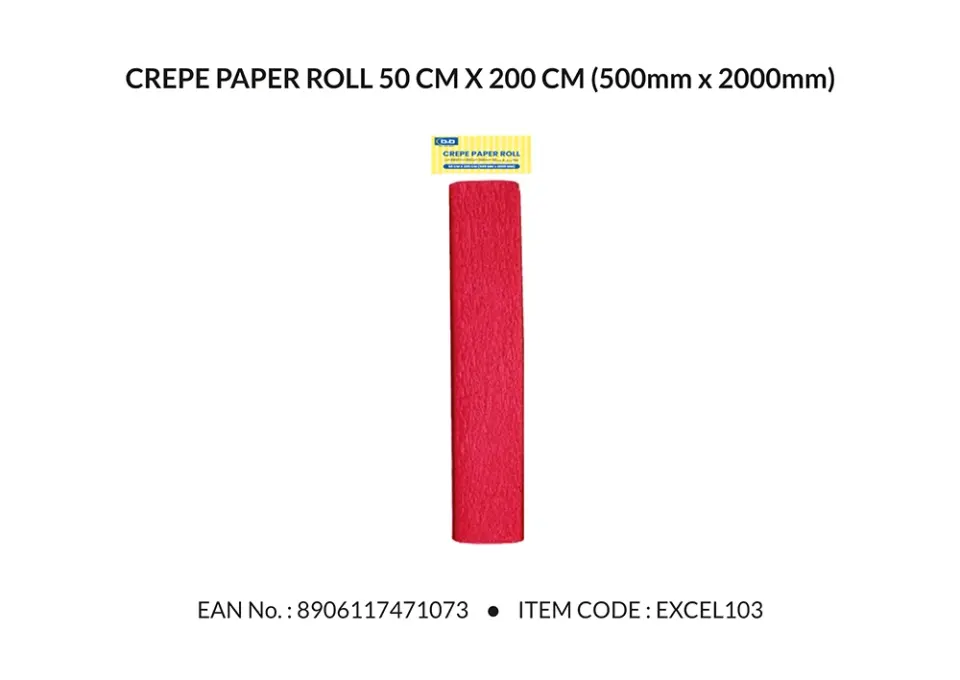 CREPE PAPER ROLL 50 CM X 200 CM (500mm x 2000mm)
CREPE PAPER ROLL
EAN No. : 8906117471073 ● ITEM CODE : EXCEL103